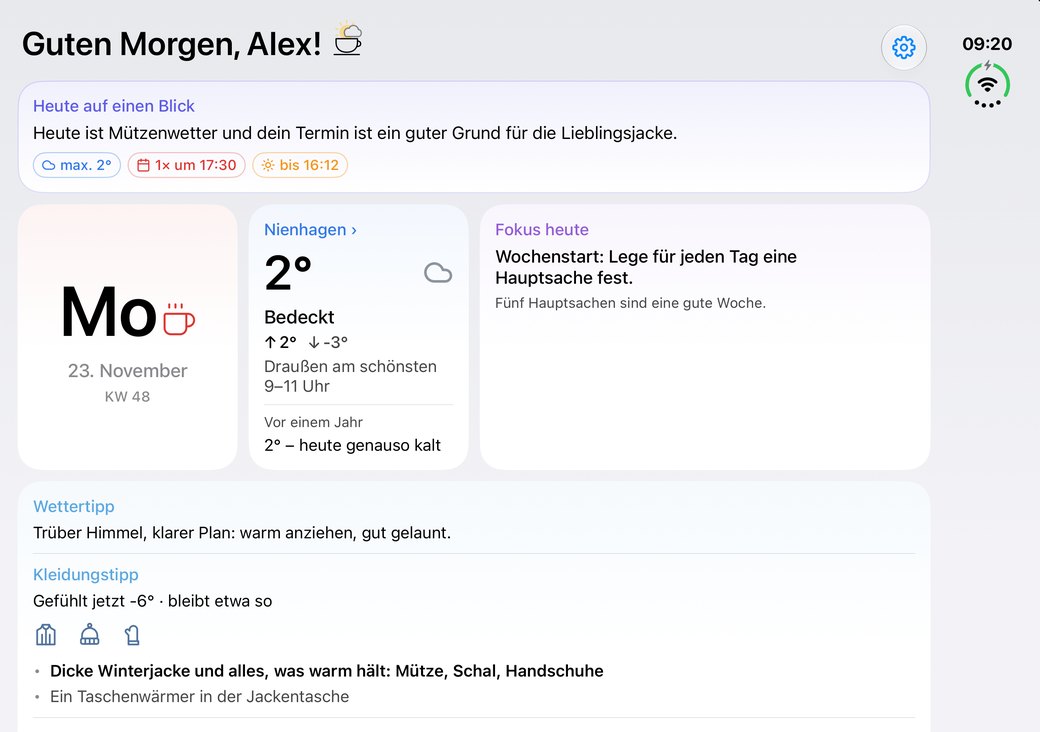 Guten Morgen, Alex!
09:20
Heute auf einen Blick
Heute ist Mützenwetter und dein Termin ist ein guter Grund für die Lieblingsjacke.
max. 2°
1× um 17:30
bis 16:12
Mo
23. November
KW 48
Nienhagen ›
2°
Bedeckt
↑ 2° ↓ -3°
Draußen am schönsten
9–11 Uhr
Vor einem Jahr
2° – heute genauso kalt
Fokus heute
Wochenstart: Lege für jeden Tag eine
Hauptsache fest.
Fünf Hauptsachen sind eine gute Woche.
Wettertipp
Trüber Himmel, klarer Plan: warm anziehen, gut gelaunt.
Kleidungstipp
Gefühlt jetzt -6° · bleibt etwa so
• Dicke Winterjacke und alles, was warm hält: Mütze, Schal, Handschuhe
• Ein Taschenwärmer in der Jackentasche